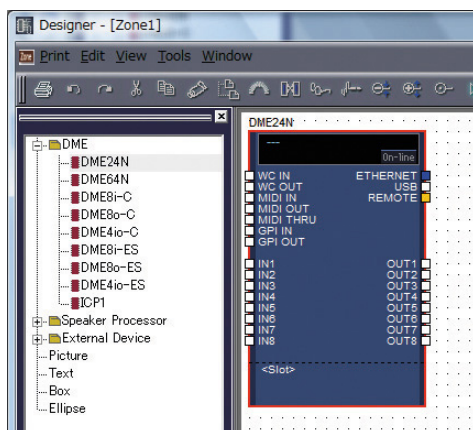 Designer - [Zone1]
Print Edit View Tools Window
DME
DME24N
DME64N
DME8i-C
DME8o-C
DME4io-C
DME8i-ES
DME8o-ES
DME4io-ES
ICP1
Speaker Processor
External Device
Picture
Text
Box
Ellipse
DME24N
---
On-line
WC IN ETHERNET
WC OUT USB
MIDI IN REMOTE
MIDI OUT
MIDI THRU
GPI IN
GPI OUT
IN1 OUT1
IN2 OUT2
IN3 OUT3
IN4 OUT4
IN5 OUT5
IN6 OUT6
IN7 OUT7
IN8 OUT8
<Slot>